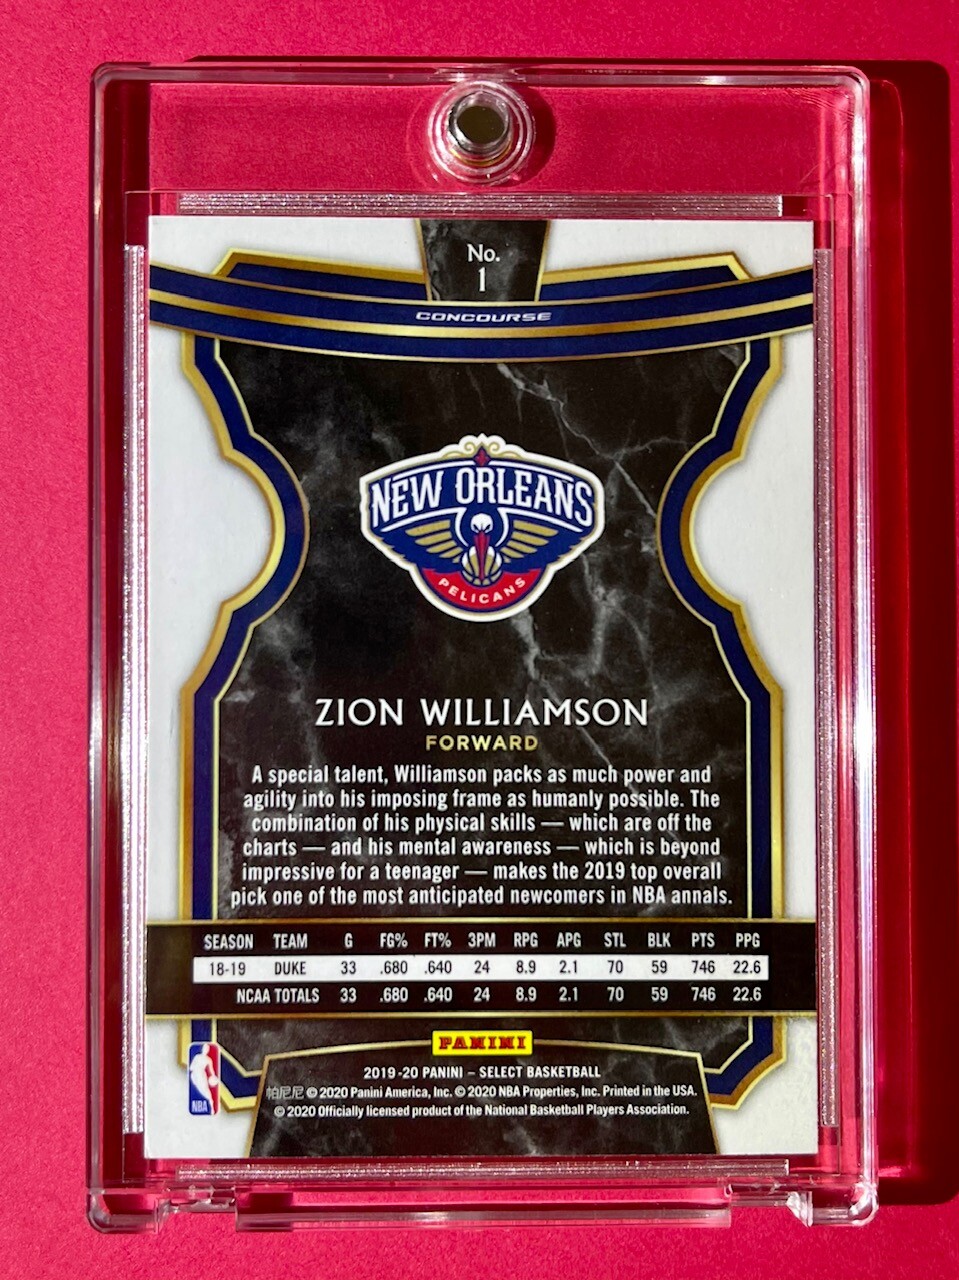 No.
1
CONCOURSE
NEW ORLEANS
PELICANS
ZION WILLIAMSON
FORWARD
A special talent, Williamson packs as much power and
agility into his imposing frame as humanly possible. The
combination of his physical skills — which are off the
charts — and his mental awareness — which is beyond
impressive for a teenager — makes the 2019 top overall
pick one of the most anticipated newcomers in NBA annals.
SEASON TEAM G FG% FT% 3PM RPG APG STL BLK PTS PPG
18-19 DUKE 33 .680 .640 24 8.9 2.1 70 59 746 22.6
NCAA TOTALS 33 .680 .640 24 8.9 2.1 70 59 746 22.6
PANINI
2019-20 PANINI – SELECT BASKETBALL
帕尼尼 © 2020 Panini America, Inc. © 2020 NBA Properties, Inc. Printed in the USA.
© 2020 Officially licensed product of the National Basketball Players Association.
NBA